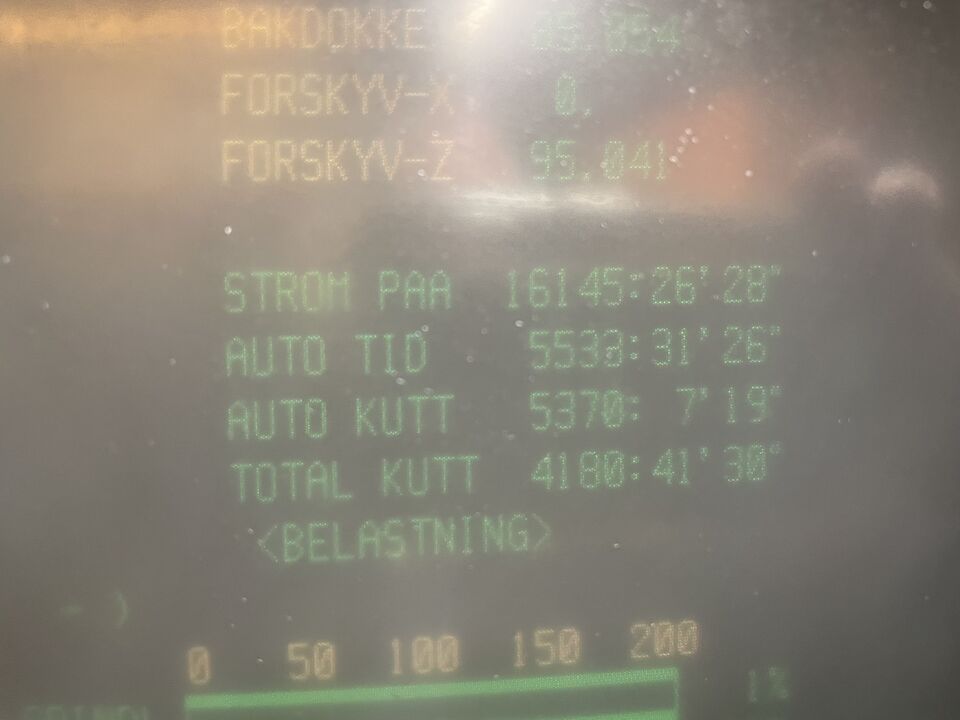 BAKDOKKE
FORSKYV-X 0.
FORSKYV-Z 95.041
STROM PAA 16145:26'28"
AUTO TID 5533:31'26"
AUTO KUTT 5370: 7'19"
TOTAL KUTT 4180:41'30"
<BELASTNING>
0 50 100 150 200
1%